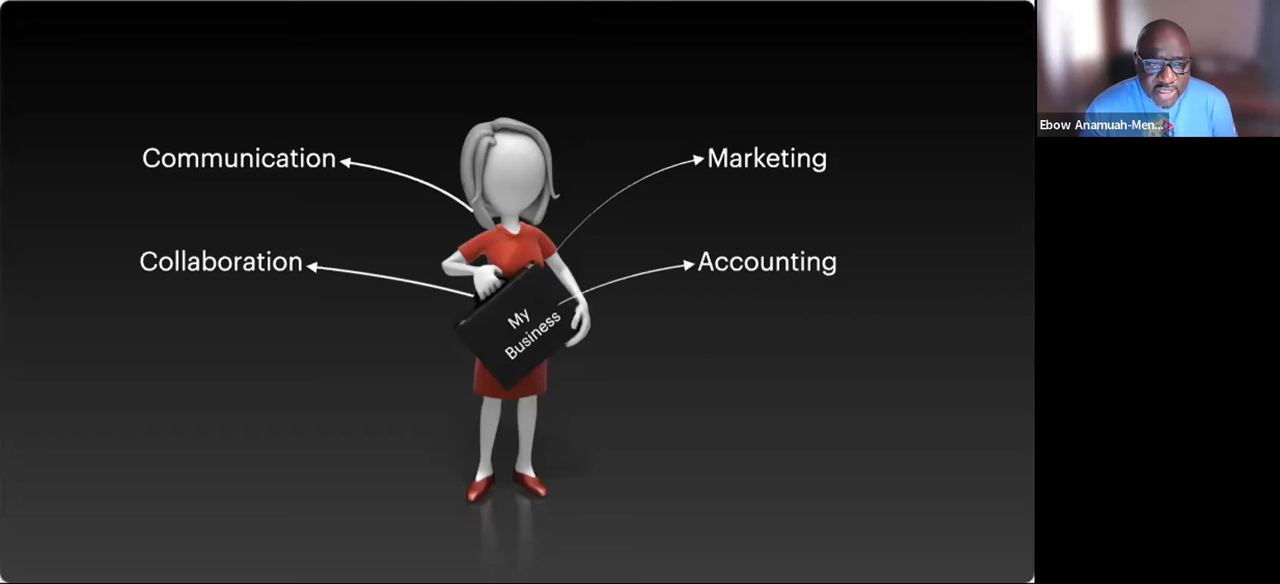 Communication
Marketing
Collaboration
Accounting
My
Business
Ebow Anamuah-Men...